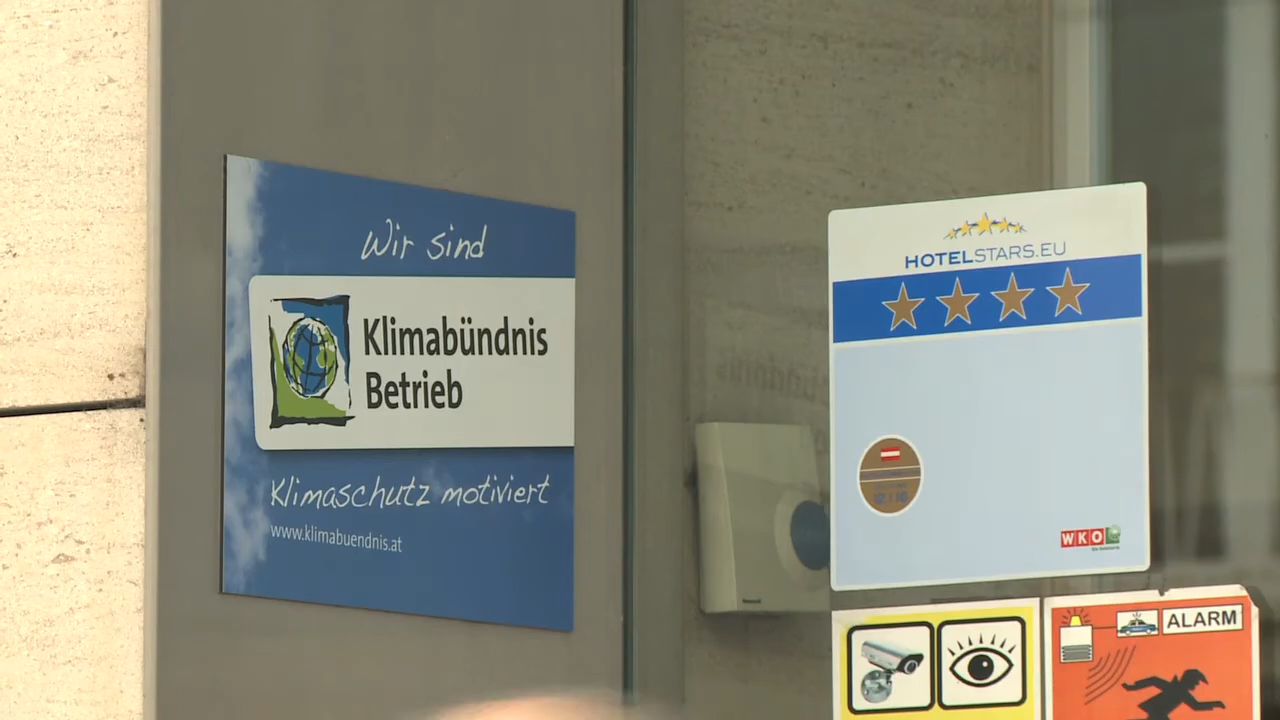 Wir sind
Klimabündnis
Betrieb
Klimaschutz motiviert
www.klimabuendnis.at
HOTELSTARS.EU
WKO
ALARM